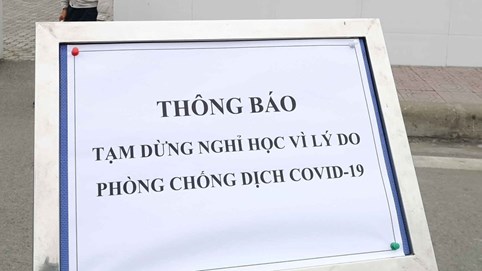 THÔNG BÁO
TẠM DỪNG NGHỈ HỌC VÌ LÝ DO
PHÒNG CHỐNG DỊCH COVID-19